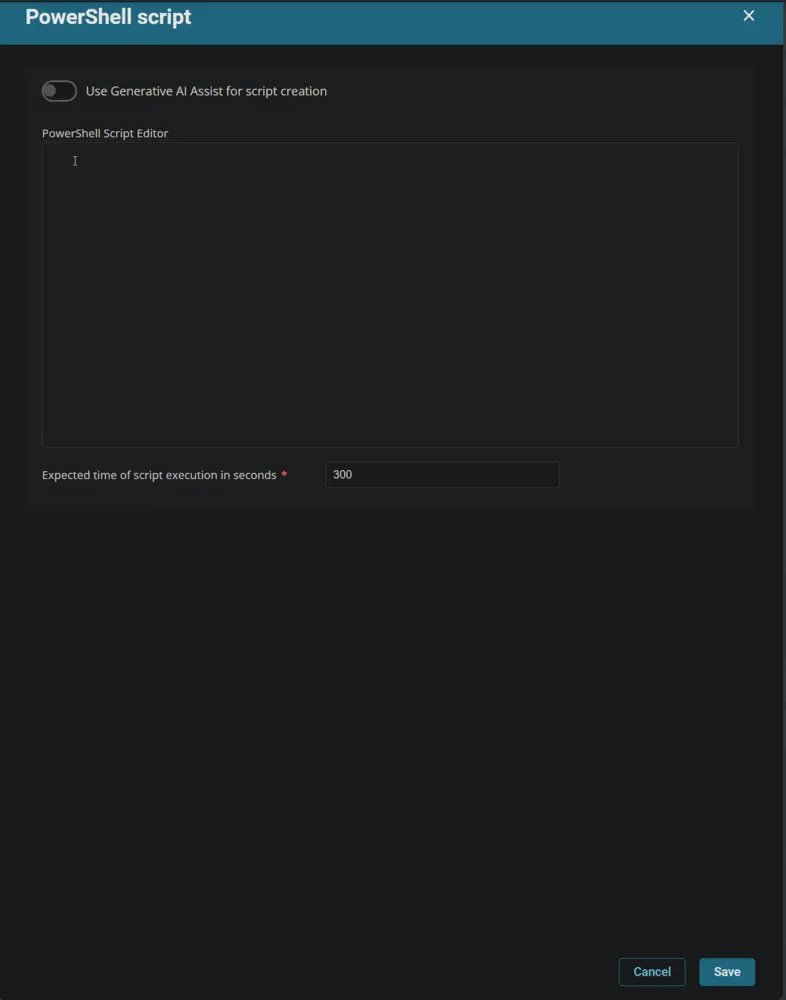 PowerShell script
Use Generative AI Assist for script creation
PowerShell Script Editor
Expected time of script execution in seconds * 300
Cancel Save